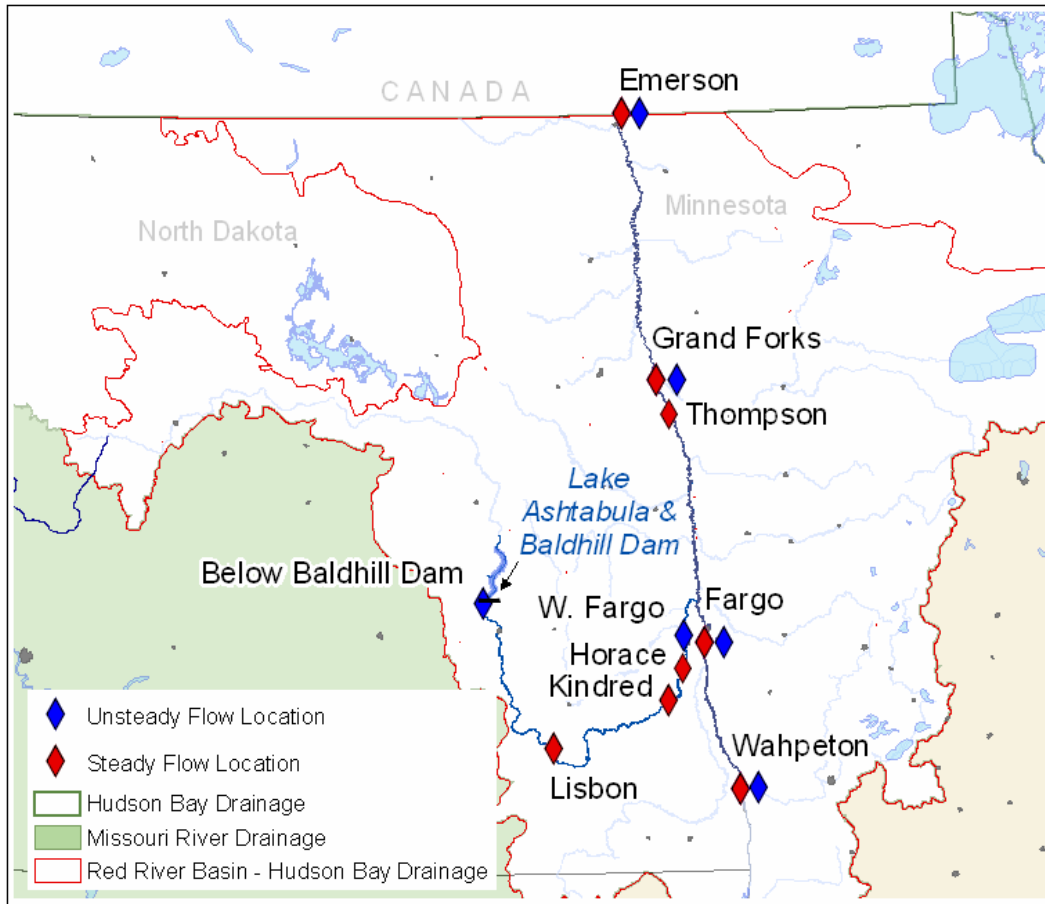 Emerson
CANADA
Minnesota
North Dakota
Grand Forks
Thompson
Lake
Ashtabula &
Baldhill Dam
Below Baldhill Dam
W. Fargo
Fargo
Horace
Kindred
Wahpeton
Lisbon
Unsteady Flow Location
Steady Flow Location
Hudson Bay Drainage
Missouri River Drainage
Red River Basin - Hudson Bay Drainage